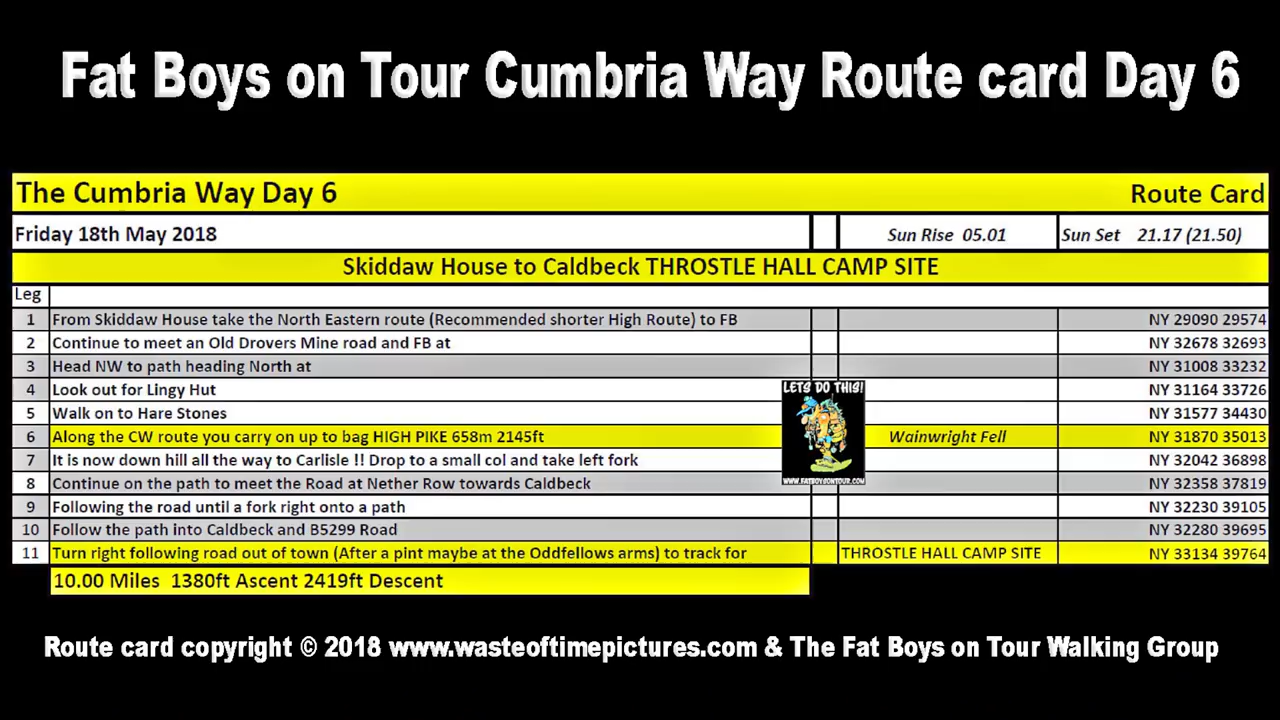 Fat Boys on Tour Cumbria Way Route card Day 6
The Cumbria Way Day 6 Route Card
Friday 18th May 2018 Sun Rise 05.01 Sun Set 21.17 (21.50)
Skiddaw House to Caldbeck THROSTLE HALL CAMP SITE
Leg
1 From Skiddaw House take the North Eastern route (Recommended shorter High Route) to FB NY 29090 29574
2 Continue to meet an Old Drovers Mine road and FB at NY 32678 32693
3 Head NW to path heading North at NY 31008 33232
4 Look out for Lingy Hut NY 31164 33726
LETS DO THIS!
5 Walk on to Hare Stones NY 31577 34430
6 Along the CW route you carry on up to bag HIGH PIKE 658m 2145ft Wainwright Fell NY 31870 35013
7 It is now down hill all the way to Carlisle !! Drop to a small col and take left fork NY 32042 36898
8 Continue on the path to meet the Road at Nether Row towards Caldbeck NY 32358 37819
WWW.FATBOYSONTOUR.COM
9 Following the road until a fork right onto a path NY 32230 39105
10 Follow the path into Caldbeck and B5299 Road NY 32280 39695
11 Turn right following road out of town (After a pint maybe at the Oddfellows arms) to track for THROSTLE HALL CAMP SITE NY 33134 39764
10.00 Miles 1380ft Ascent 2419ft Descent
Route card copyright © 2018 www.wasteoftimepictures.com & The Fat Boys on Tour Walking Group